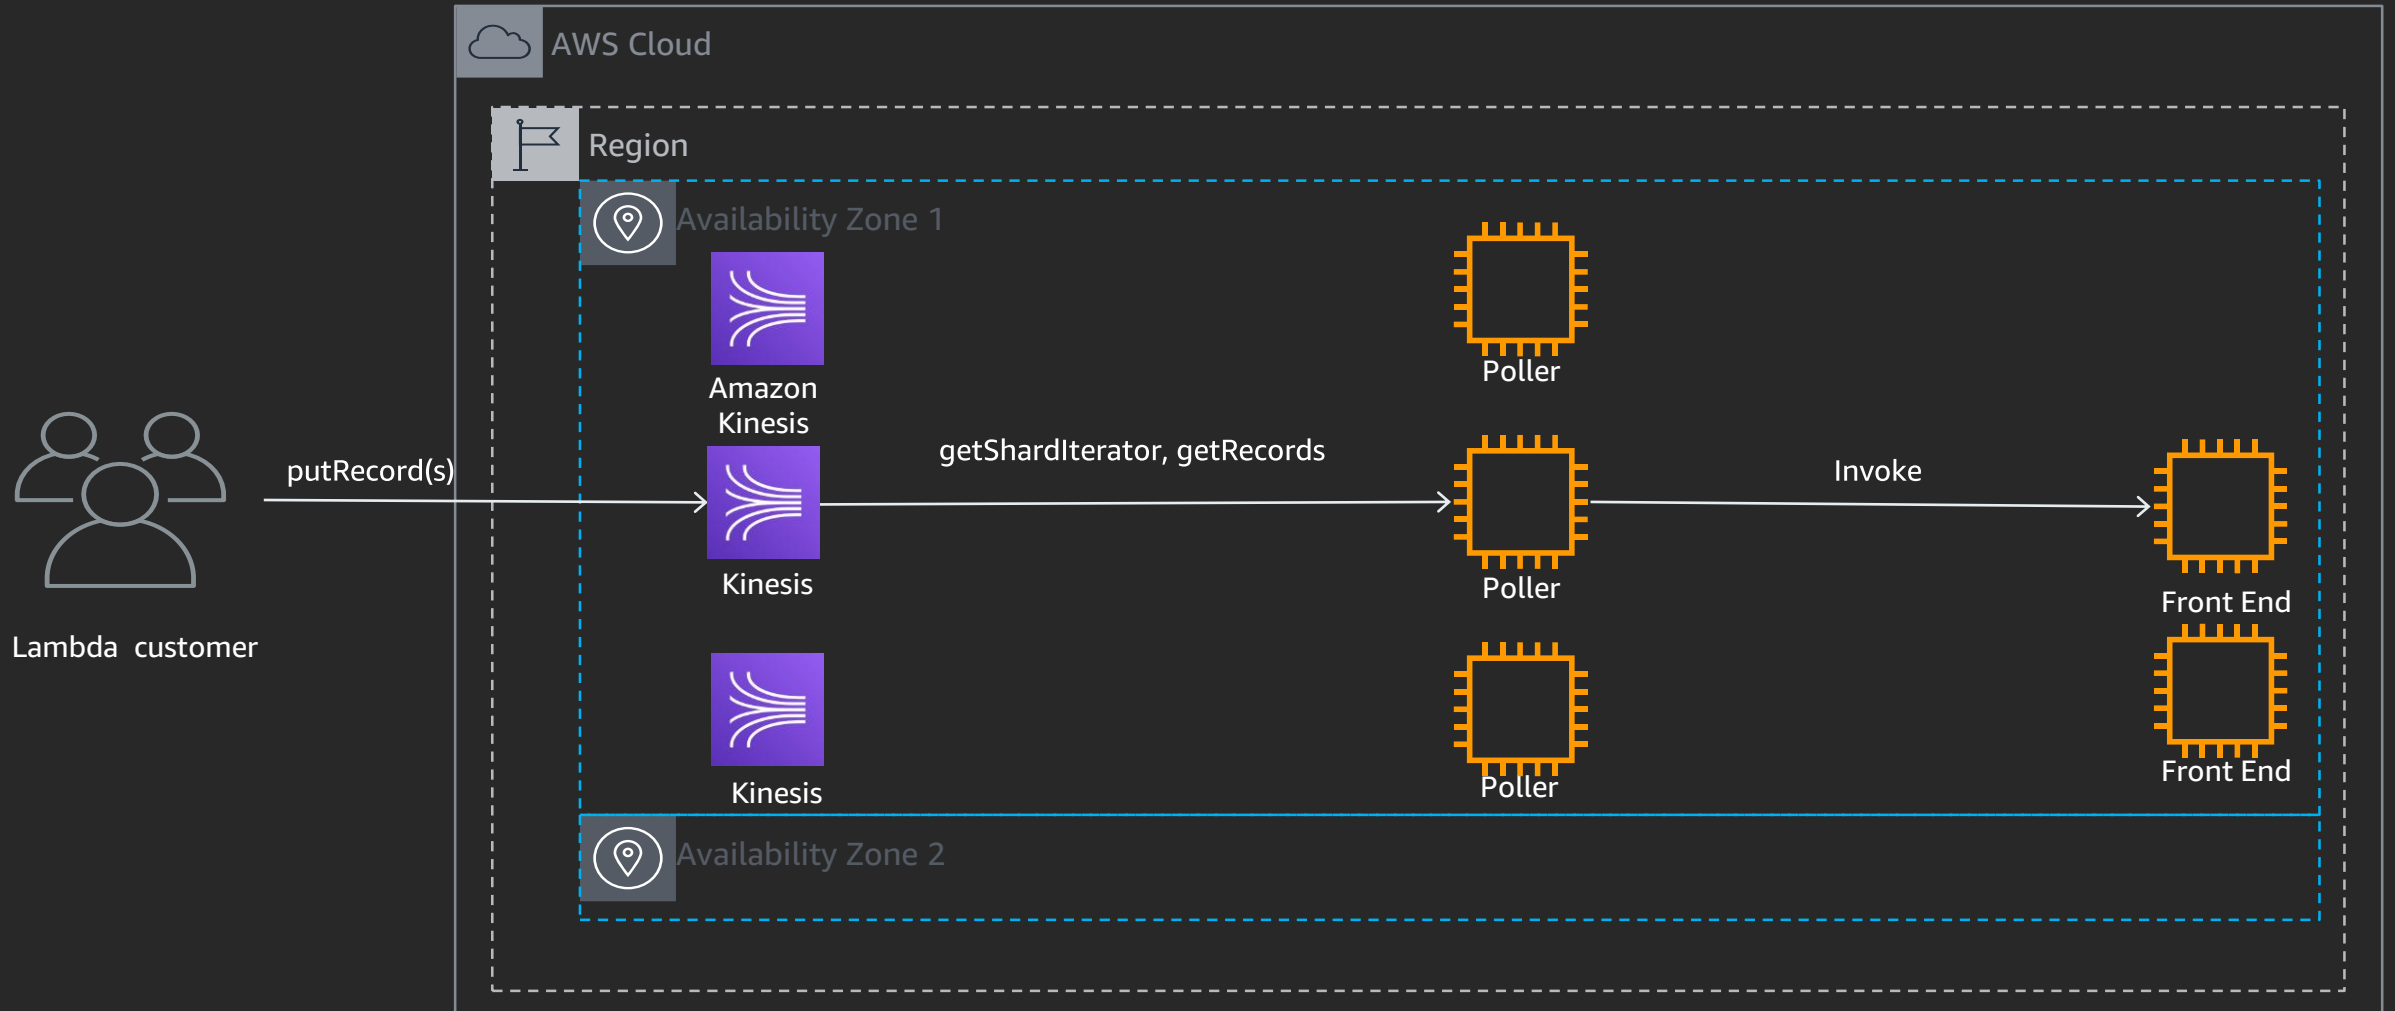 AWS Cloud
Region
Availability Zone 1
Amazon
Kinesis
Poller
putRecord(s)
getShardIterator, getRecords
Invoke
Kinesis
Poller
Front End
Lambda customer
Kinesis
Poller
Front End
Availability Zone 2